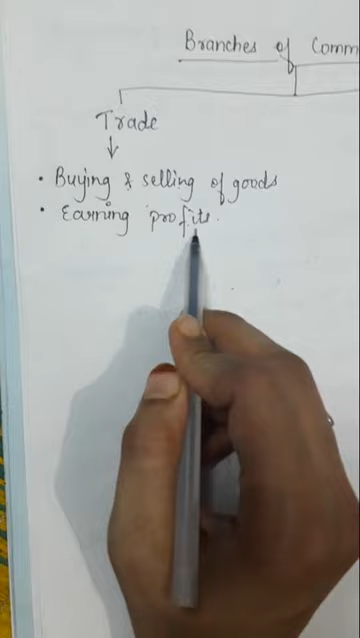 Branches of Comm
Trade
• Buying & selling of goods
• Earning profits.